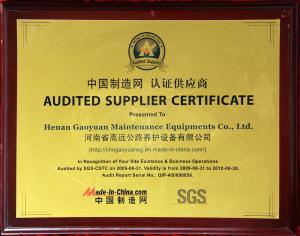 Audited Supplier
中国制造网 认证供应商
AUDITED SUPPLIER CERTIFICATE
Presented To
Henan Gaoyuan Maintenance Equipments Co., Ltd.
河南省高远公路养护设备有限公司
(http://chngaoyuansg.en.made-in-china.com/)
In Recognition of Your Site Existence & Business Operations
Audited by SGS-CSTC on 2009-08-31. Valid from 2009-08-31 to 2010-08-30.
Audit Report Serial No.: QIP-ASI099058.
Made-in-China.com
中国制造网
SGS